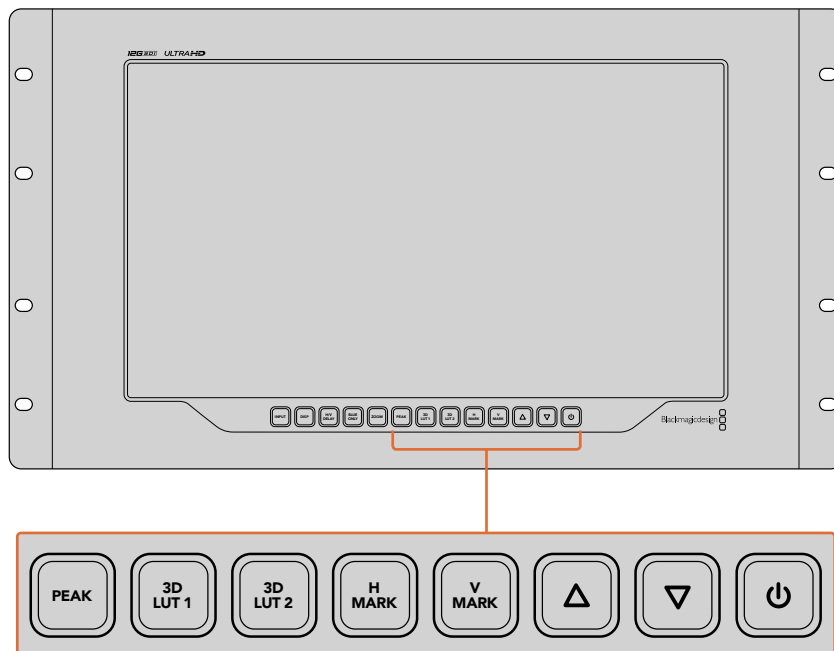 12G SDI ULTRA HD
INPUT DISP H/V DELAY BLUE ONLY ZOOM PEAK 3D LUT 1 3D LUT 2 H MARK V MARK
Blackmagicdesign
PEAK 3D LUT 1 3D LUT 2 H MARK V MARK